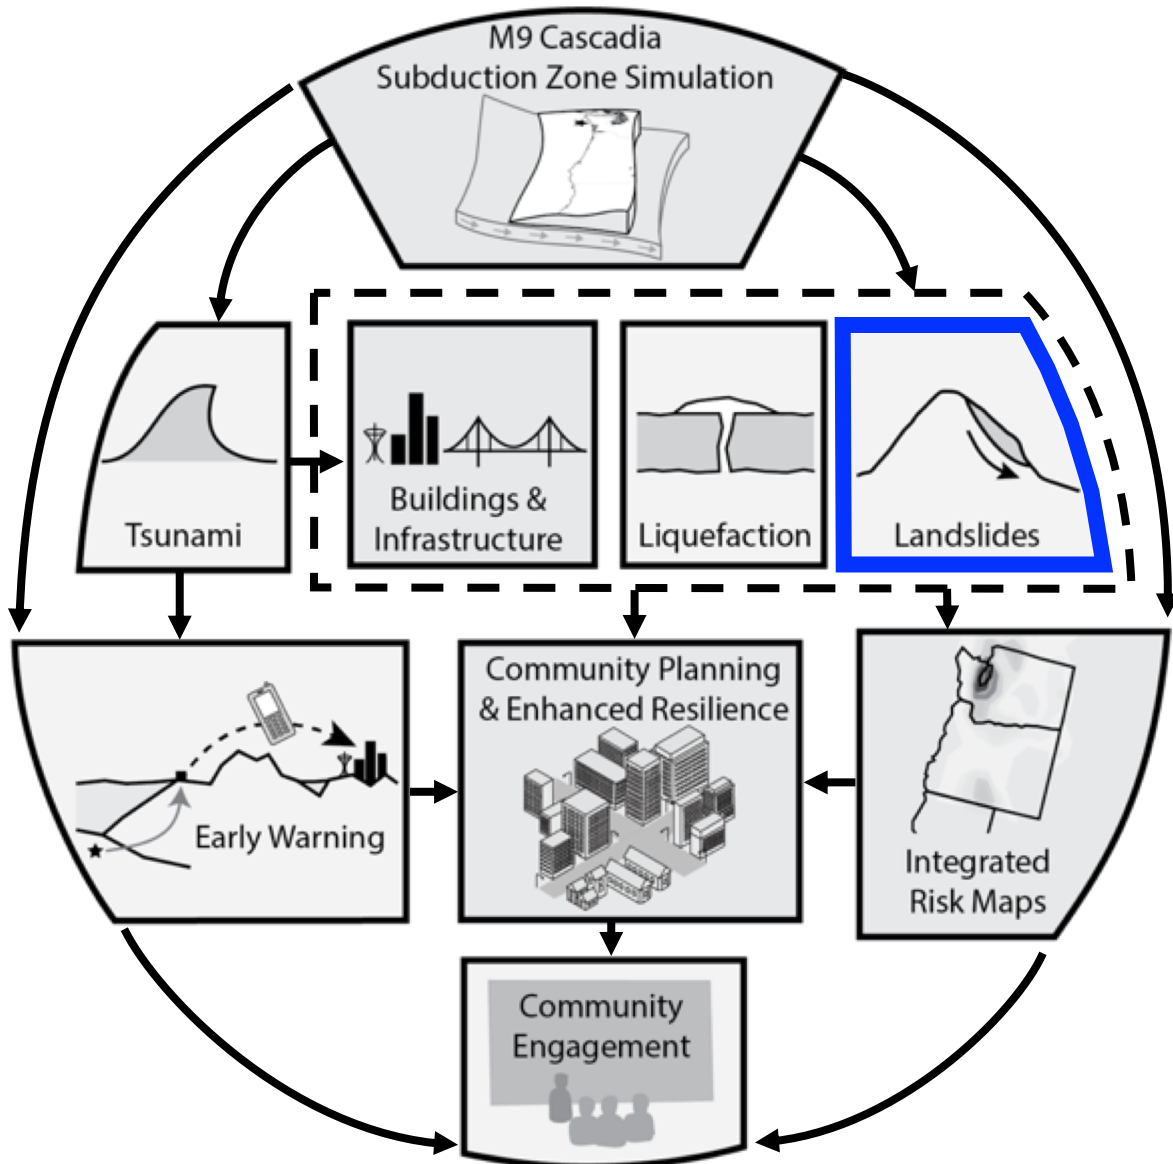 M9 Cascadia
Subduction Zone Simulation
Tsunami
Buildings &
Infrastructure
Liquefaction
Landslides
Early Warning
Community Planning
& Enhanced Resilience
Integrated
Risk Maps
Community
Engagement